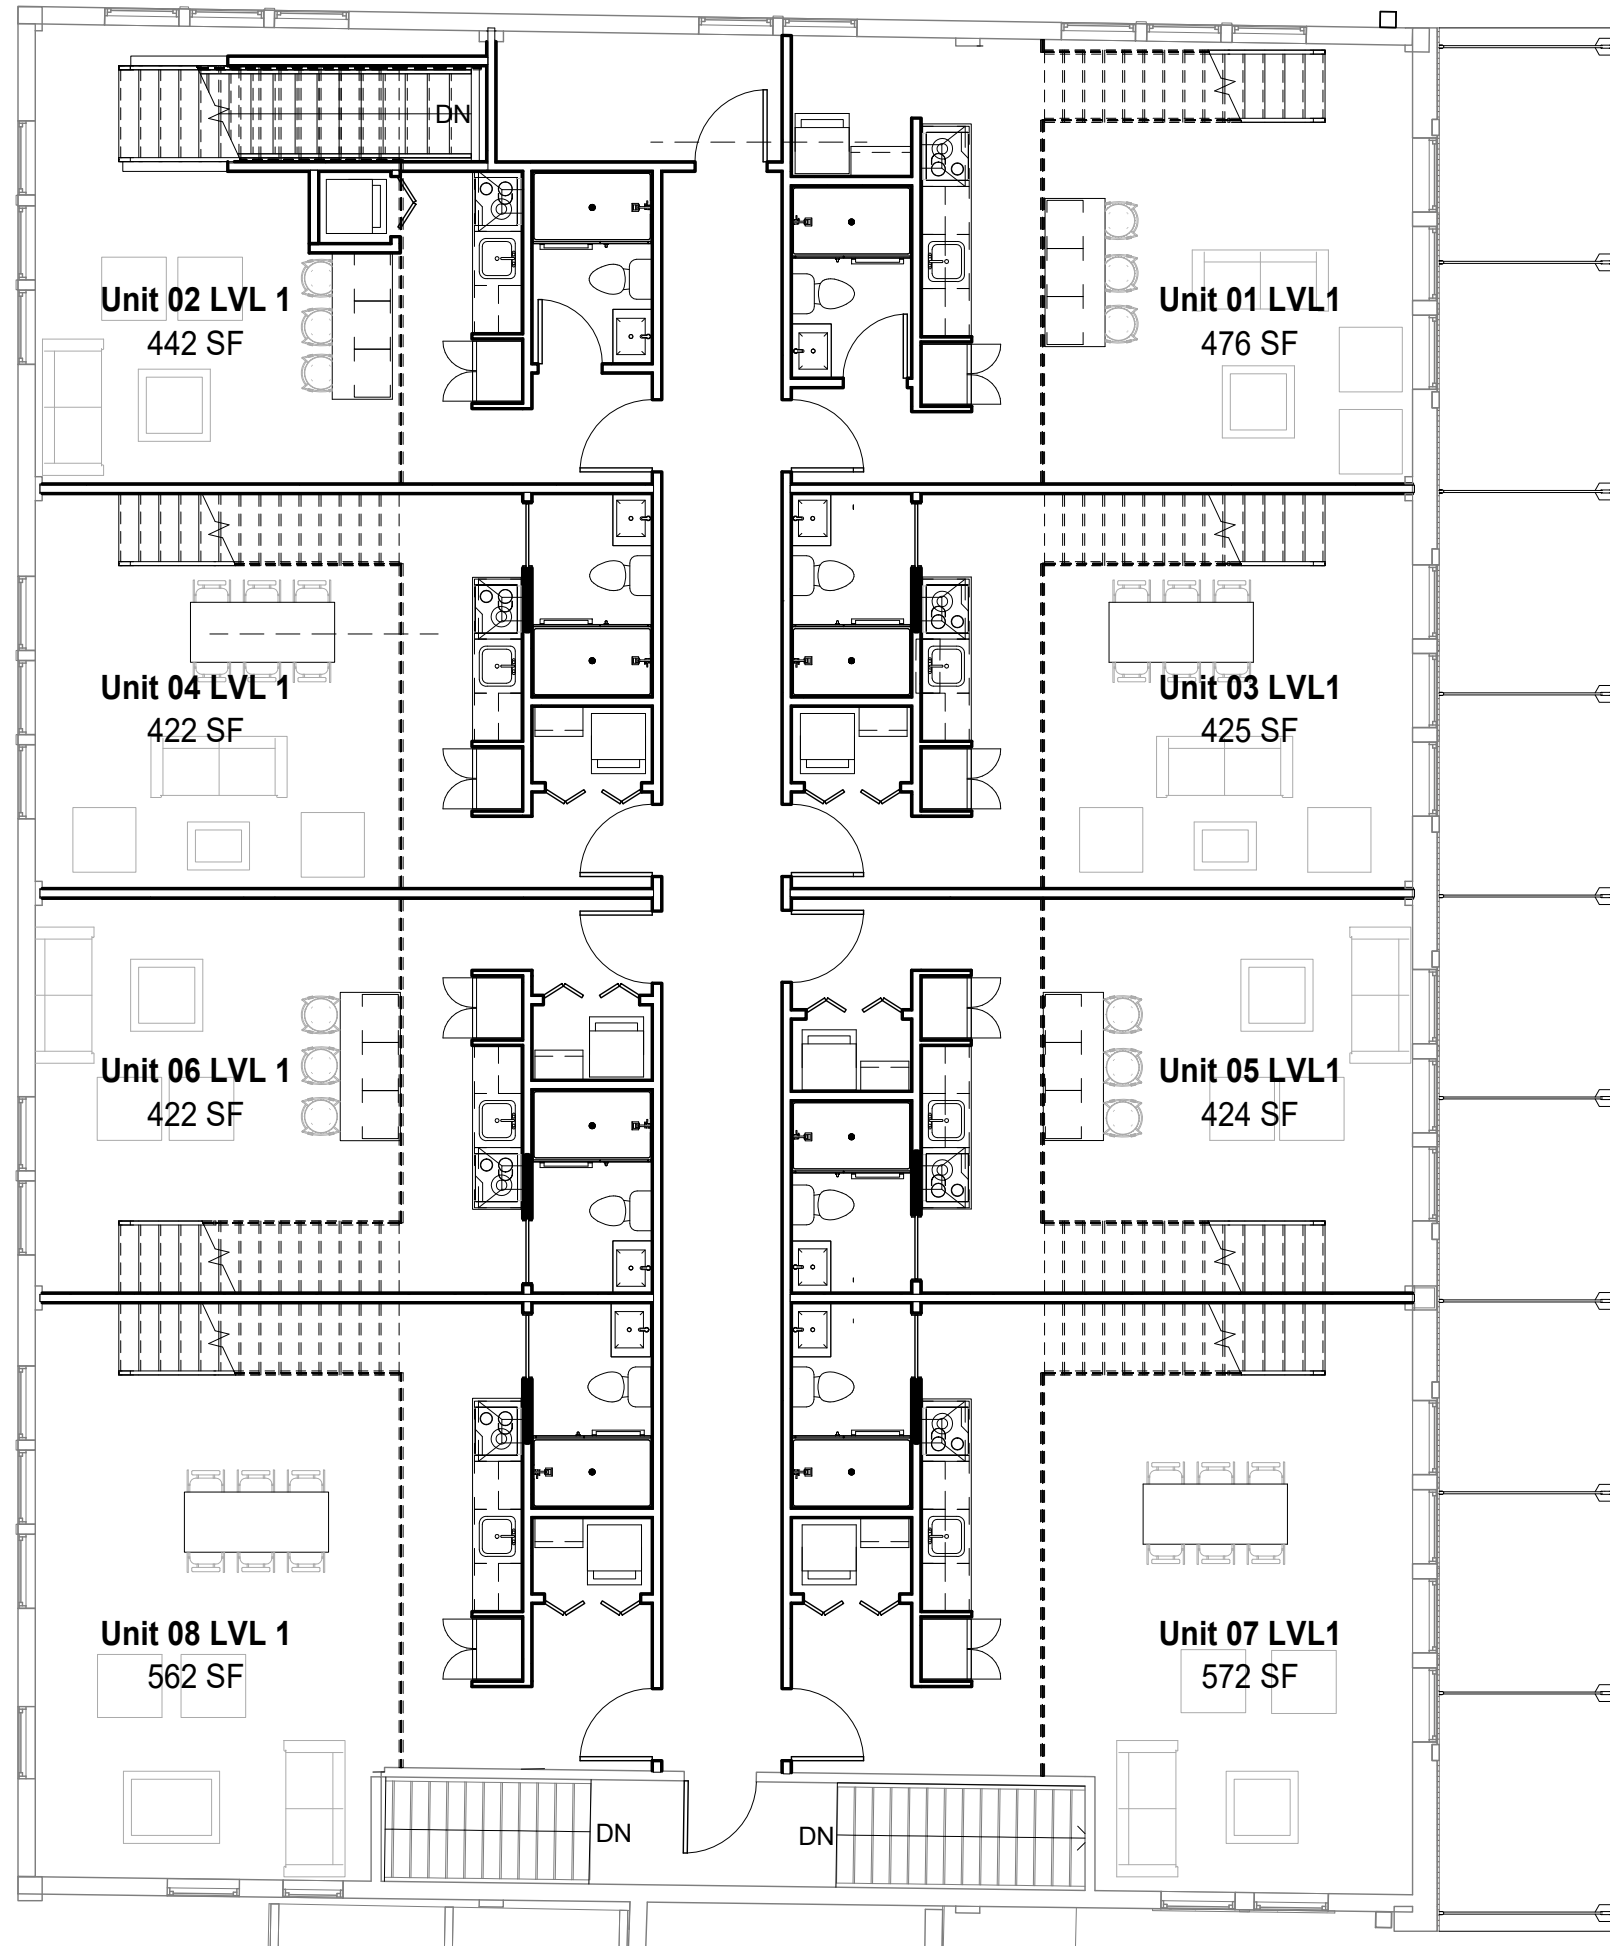 DN
Unit 02 LVL 1
442 SF
Unit 01 LVL1
476 SF
Unit 04 LVL 1
422 SF
Unit 03 LVL1
425 SF
Unit 06 LVL 1
422 SF
Unit 05 LVL1
424 SF
Unit 08 LVL 1
562 SF
Unit 07 LVL1
572 SF
DN
DN